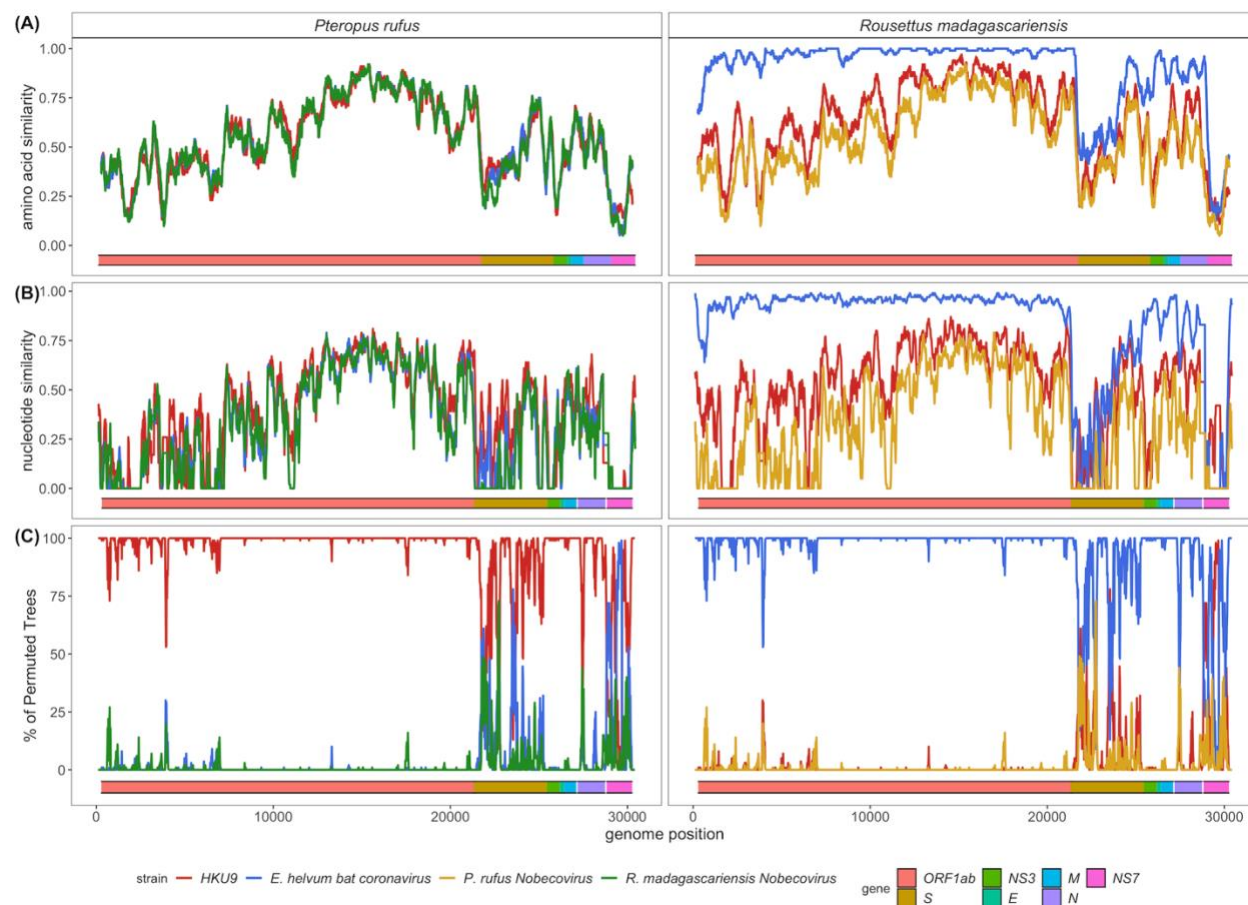 (A)
Pteropus rufus
Rousettus madagascariensis
amino acid similarity
1.00
0.75
0.50
0.25
0.00
(B)
nucleotide similarity
1.00
0.75
0.50
0.25
0.00
(C)
% of Permuted Trees
100
75
50
25
0
0 10000 20000 30000 0 10000 20000 30000
genome position
strain HKU9 E. helvum bat coronavirus P. rufus Nobecovirus R. madagascariensis Nobecovirus
gene ORF1ab NS3 M NS7
S E N